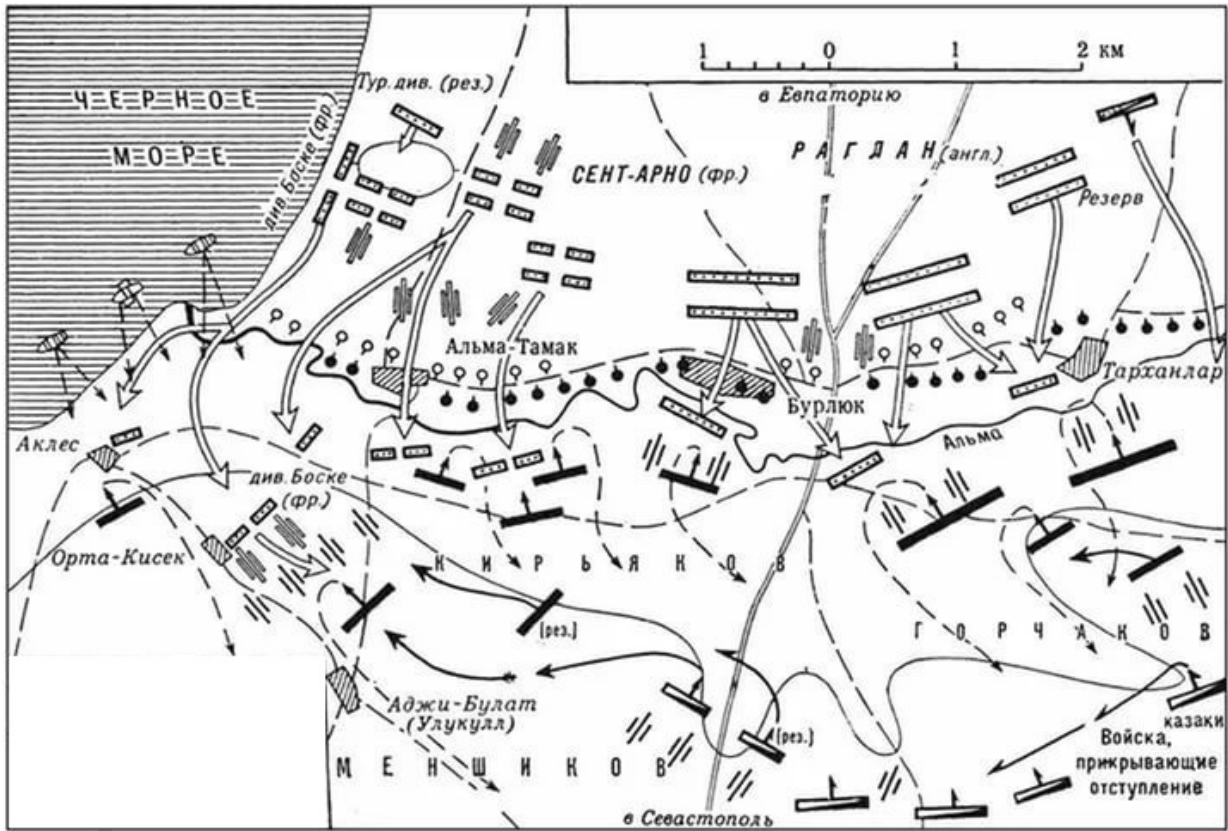 1 0 1 2 км
в Евпаторию
ЧЕРНОЕ
МОРЕ
Тур. див. (рез.)
див. Боске (фр.)
СЕНТ-АРНО (фр.)
РАГЛАН (англ.)
Резерв
Альма-Тамак
Бурлюк
Тарханлар
Альма
Аклес
див. Боске
(фр.)
Орта-Кисек
КИРЬЯКОВ
(рез.)
ГОРЧАКОВ
Аджи-Булат
(Улукулл)
(рез.)
казаки
МЕНШИКОВ
Войска,
прикрывающие
отступление
в Севастополь